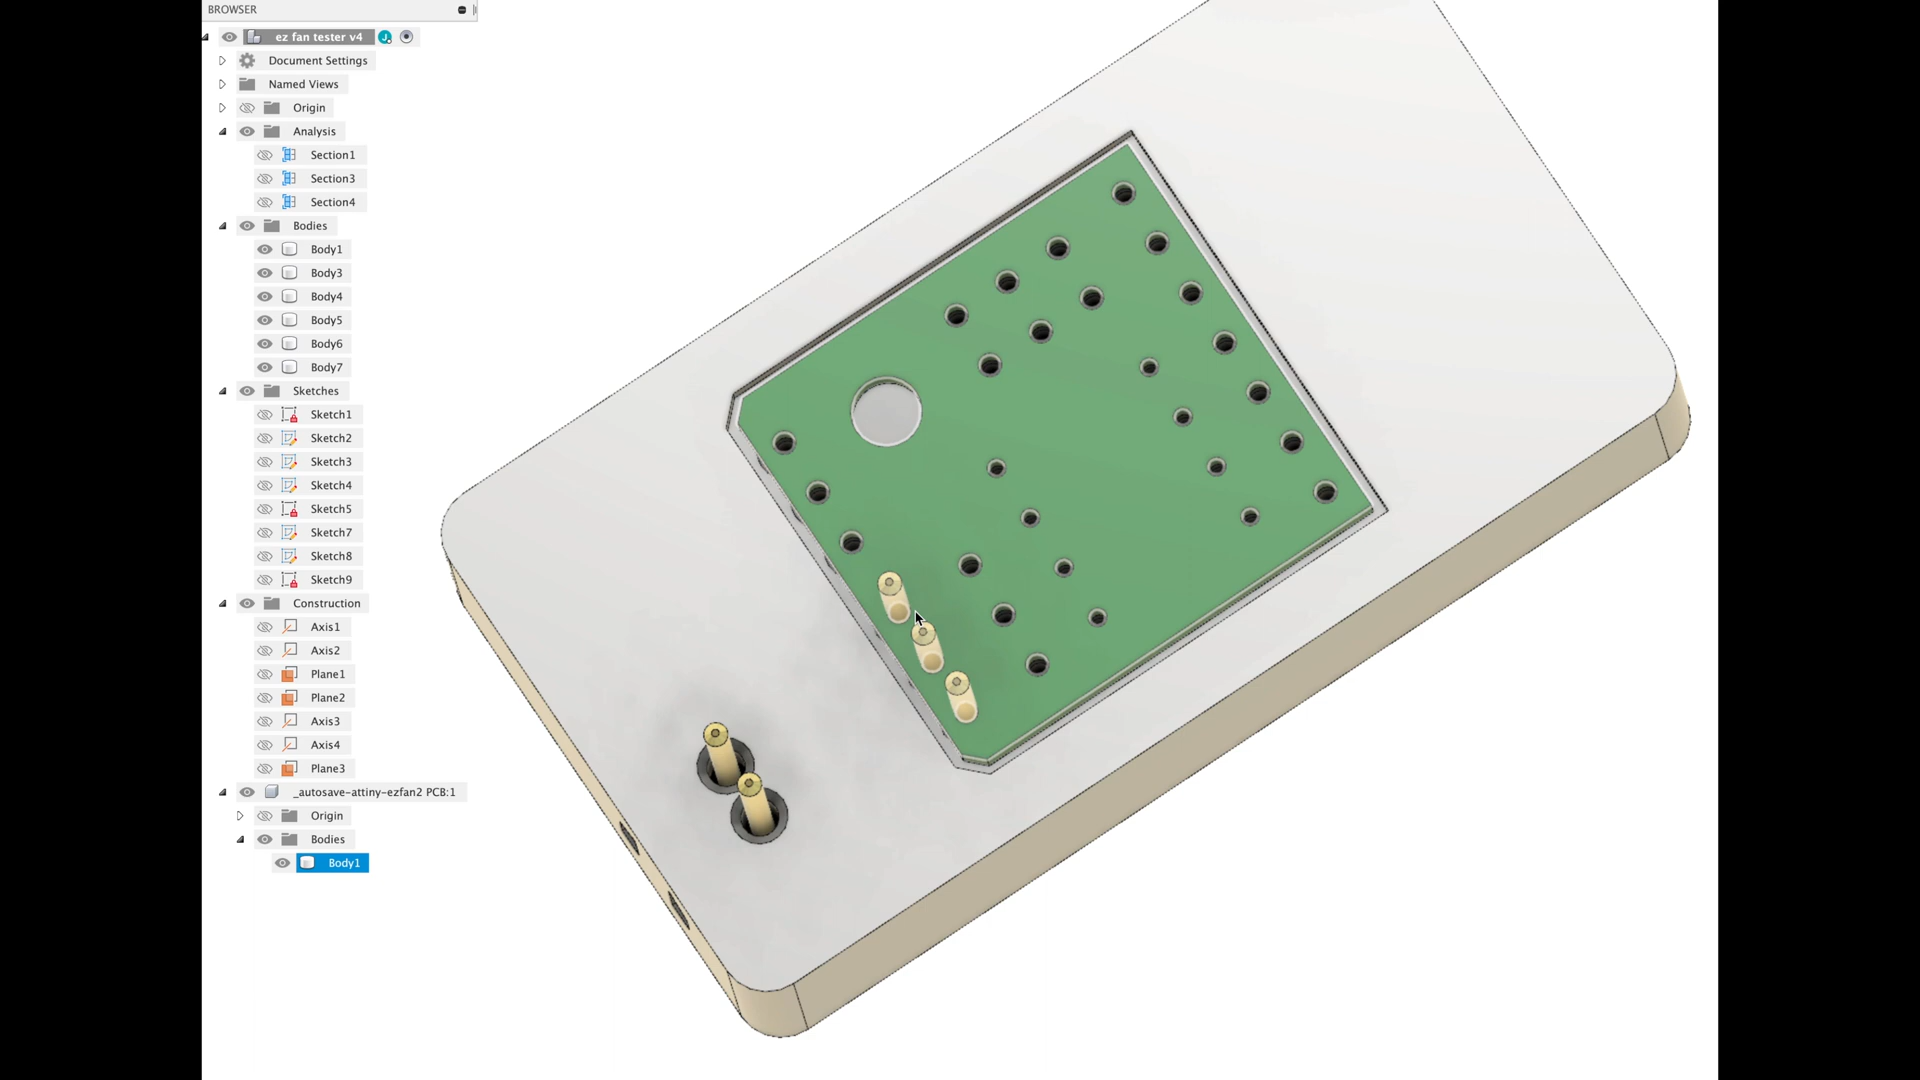 BROWSER
ez fan tester v4
Document Settings
Named Views
Origin
Analysis
Section1
Section3
Section4
Bodies
Body1
Body3
Body4
Body5
Body6
Body7
Sketches
Sketch1
Sketch2
Sketch3
Sketch4
Sketch5
Sketch7
Sketch8
Sketch9
Construction
Axis1
Axis2
Plane1
Plane2
Axis3
Axis4
Plane3
_autosave-attiny-ezfan2 PCB:1
Origin
Bodies
Body1